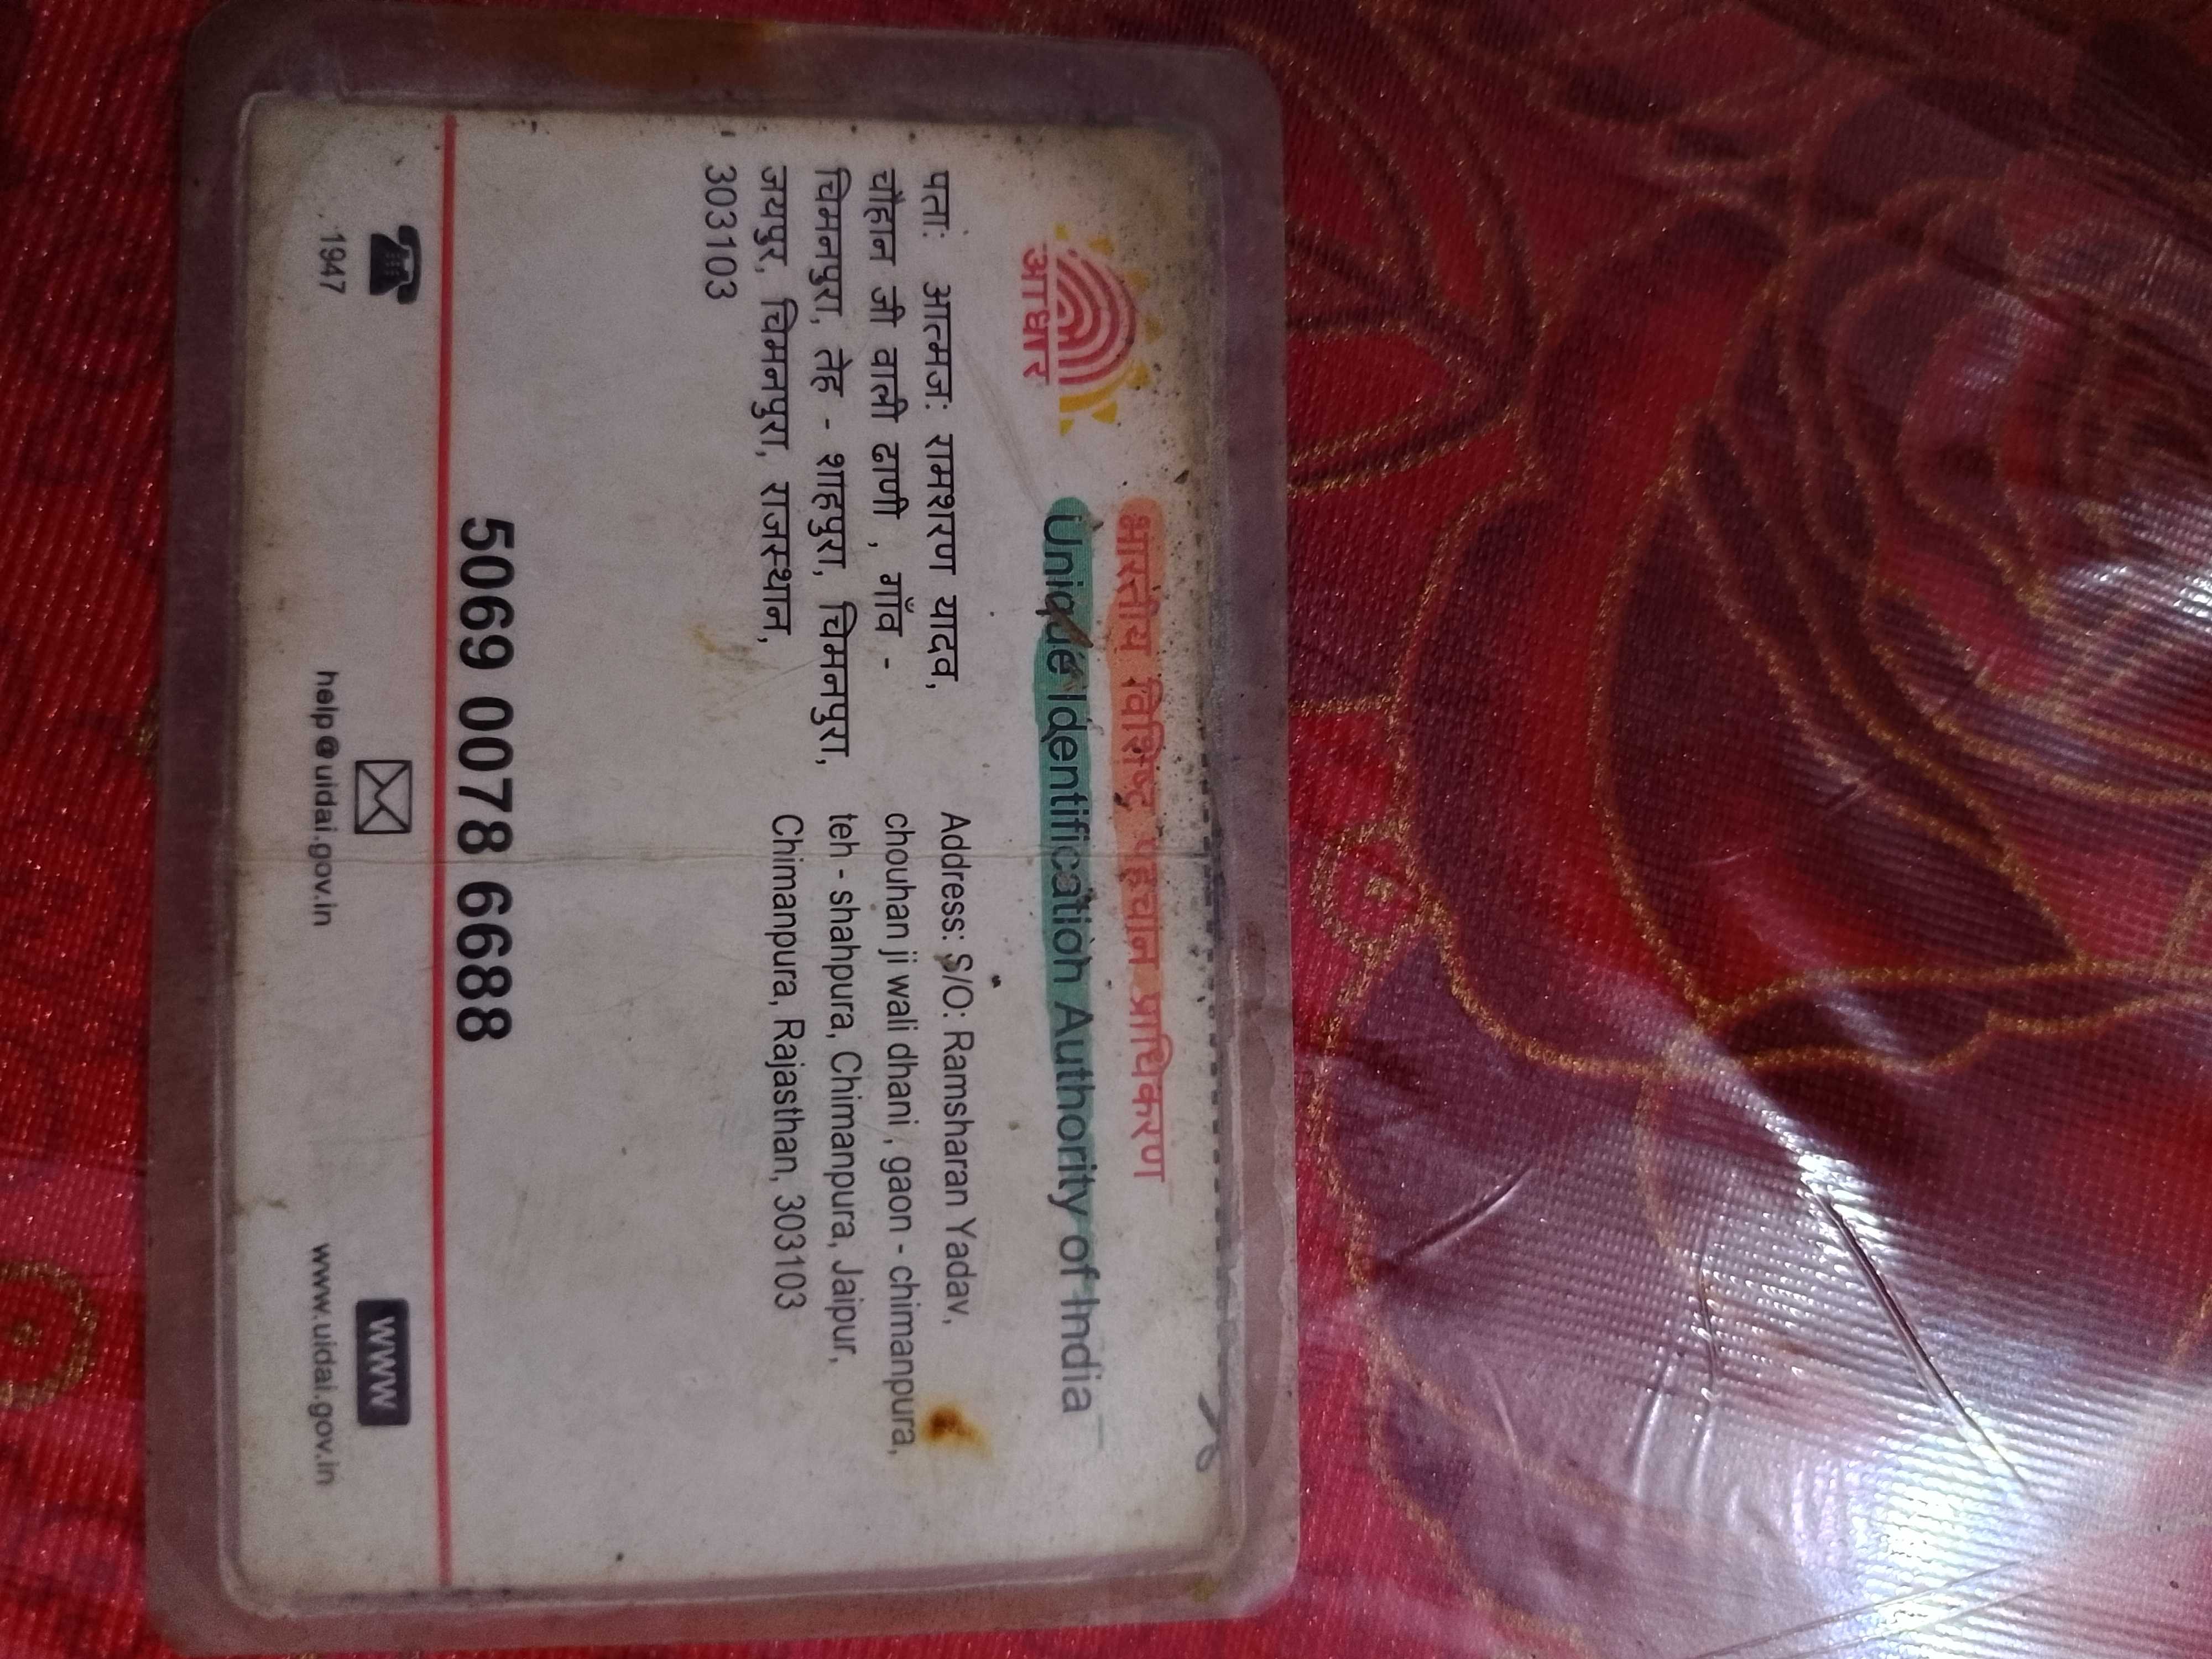 भारतीय विशिष्ट पहचान प्राधिकरण
Unique Identification Authority of India
आधार
पताः आत्मजः रामशरण यादव,
चौहान जी वाली ढाणी , गाँव -
चिमनपुरा, तेह - शाहपुरा, चिमनपुरा,
जयपुर, चिमनपुरा, राजस्थान,
303103
Address: S/O: Ramsharan Yadav,
chouhan ji wali dhani , gaon - chimanpura,
teh - shahpura, Chimanpura, Jaipur,
Chimanpura, Rajasthan, 303103
5069 0078 6688
1947
help@uidai.gov.in
WWW
www.uidai.gov.in